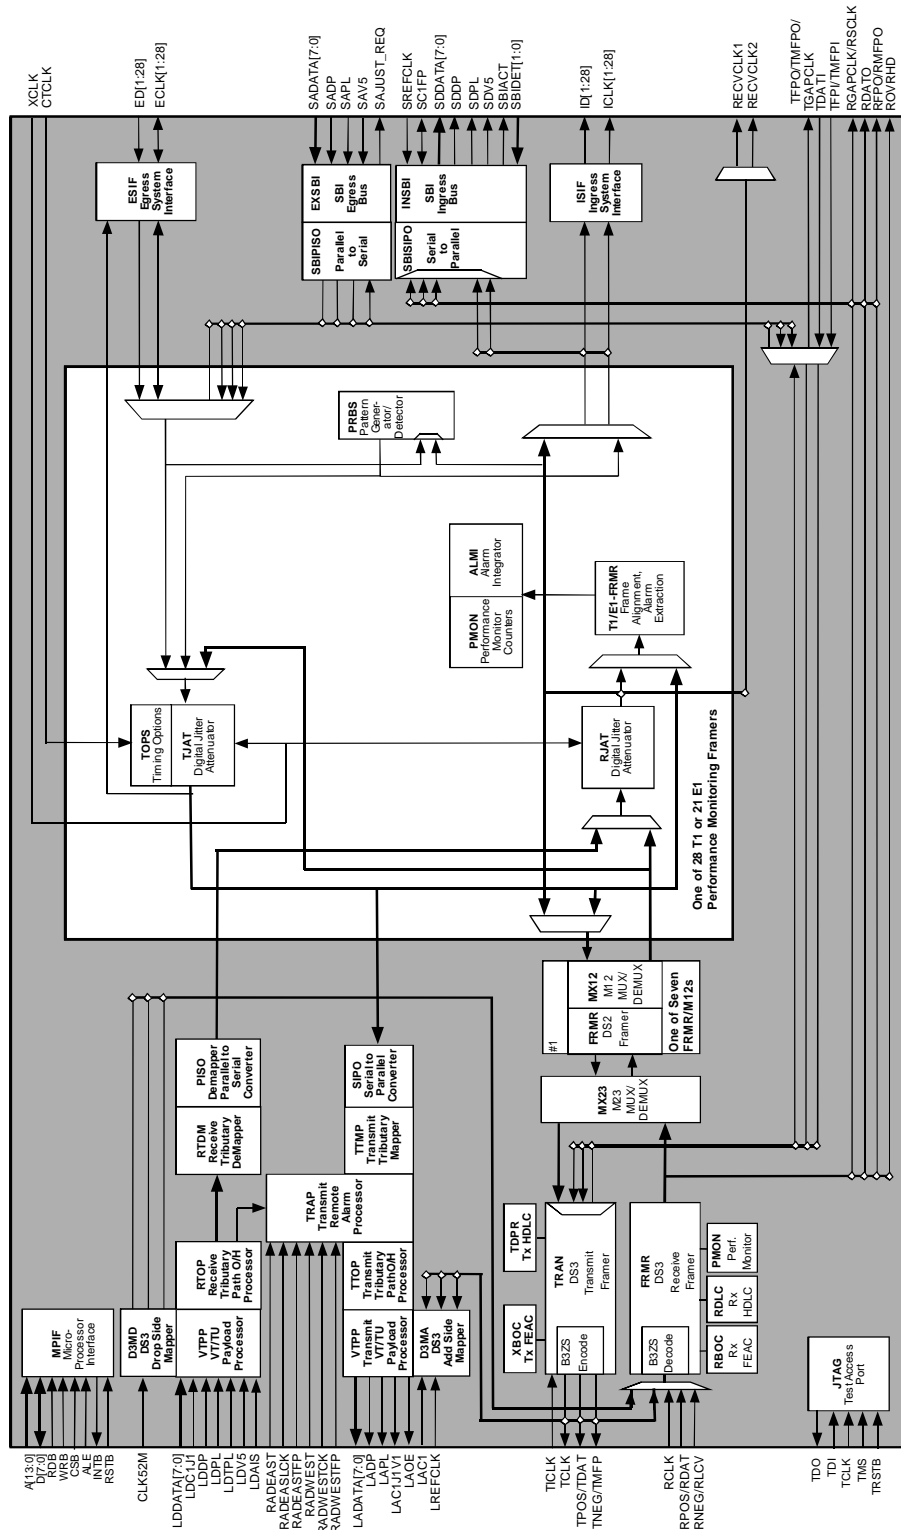 XCLK
CTCLK
ED[1:28]
ECLK[1:28]
SADATA[7:0]
SADP
SAPL
SAV5
SAJUST_REQ
SREFCLK
SC1FP
SDDATA[7:0]
SDDP
SDPL
SDV5
SBIACT
SBIDET[1:0]
ID[1:28]
ICLK[1:28]
RECVCLK1
RECVCLK2
TFPO/TMFPO/
TGAPCLK
TDATI
TFPI/TMFPI
RGAPCLK/RSCLK
RDATO
RFPO/RMFPO
ROVRHD
ESIF
Egress
System
Interface
EXSBI
SBI
Egress
Bus
SBIPISO
Parallel
to
Serial
INSBI
SBI
Ingress
Bus
SBISIPO
Serial
to
Parallel
ISIF
Ingress
System
Interface
PRBS
Pattern
Gener-
ator/
Detector
ALMI
Alarm
Integrator
PMON
Performance
Monitor
Counters
T1/E1-FRMR
Frame
Alignment,
Alarm
Extraction
TOPS
Timing Options
TJAT
Digital Jitter
Attenuator
RJAT
Digital Jitter
Attenuator
One of 28 T1 or 21 E1
Performance Monitoring Framers
PISO
Demapper
Parallel to
Serial
Converter
RTDM
Receive
Tributary
DeMapper
SIPO
Serial to
Parallel
Converter
TTMP
Transmit
Tributary
Mapper
TRAP
Transmit
Remote
Alarm
Processor
RTOP
Receive
Tributary
Path O/H
Processor
VTPP
VT/TU
Payload
Processor
TTOP
Transmit
Tributary
Path O/H
Processor
VTPP
Transmit
VT/TU
Payload
Processor
#1
MX12
M12
MUX/
DEMUX
FRMR
DS2
Framer
One of Seven
FRMR/M12s
MX23
M23
MUX/
DEMUX
MPIF
Micro-
Processor
Interface
D3MD
DS3
Drop Side
Mapper
D3MA
DS3
Add Side
Mapper
TDPR
Tx HDLC
XBOC
Tx FEAC
TRAN
DS3
Transmit
Framer
B3ZS
Encode
FRMR
DS3
Receive
Framer
B3ZS
Decode
PMON
Perf.
Monitor
RDLC
Rx
HDLC
RBOC
Rx
FEAC
JTAG
Test Access
Port
A[13:0]
D[7:0]
RDB
WRB
CSB
ALE
INTB
RSTB
CLK52M
LDDATA[7:0]
LDC1J1
LDDP
LDPL
LDTPL
LDV5
LDAIS
RADEAST
RADEASLCK
RADEASTFP
RADWEST
RADWESTCK
RADWESTFP
LADATA[7:0]
LADP
LAPL
LAC1J1V1
LAOE
LAC1
LREFCLK
TICLK
TCLK
TPOS/TDAT
TNEG/TMFP
RCLK
RPOS/RDAT
RNEG/RLCV
TDO
TDI
TCLK
TMS
TRSTB